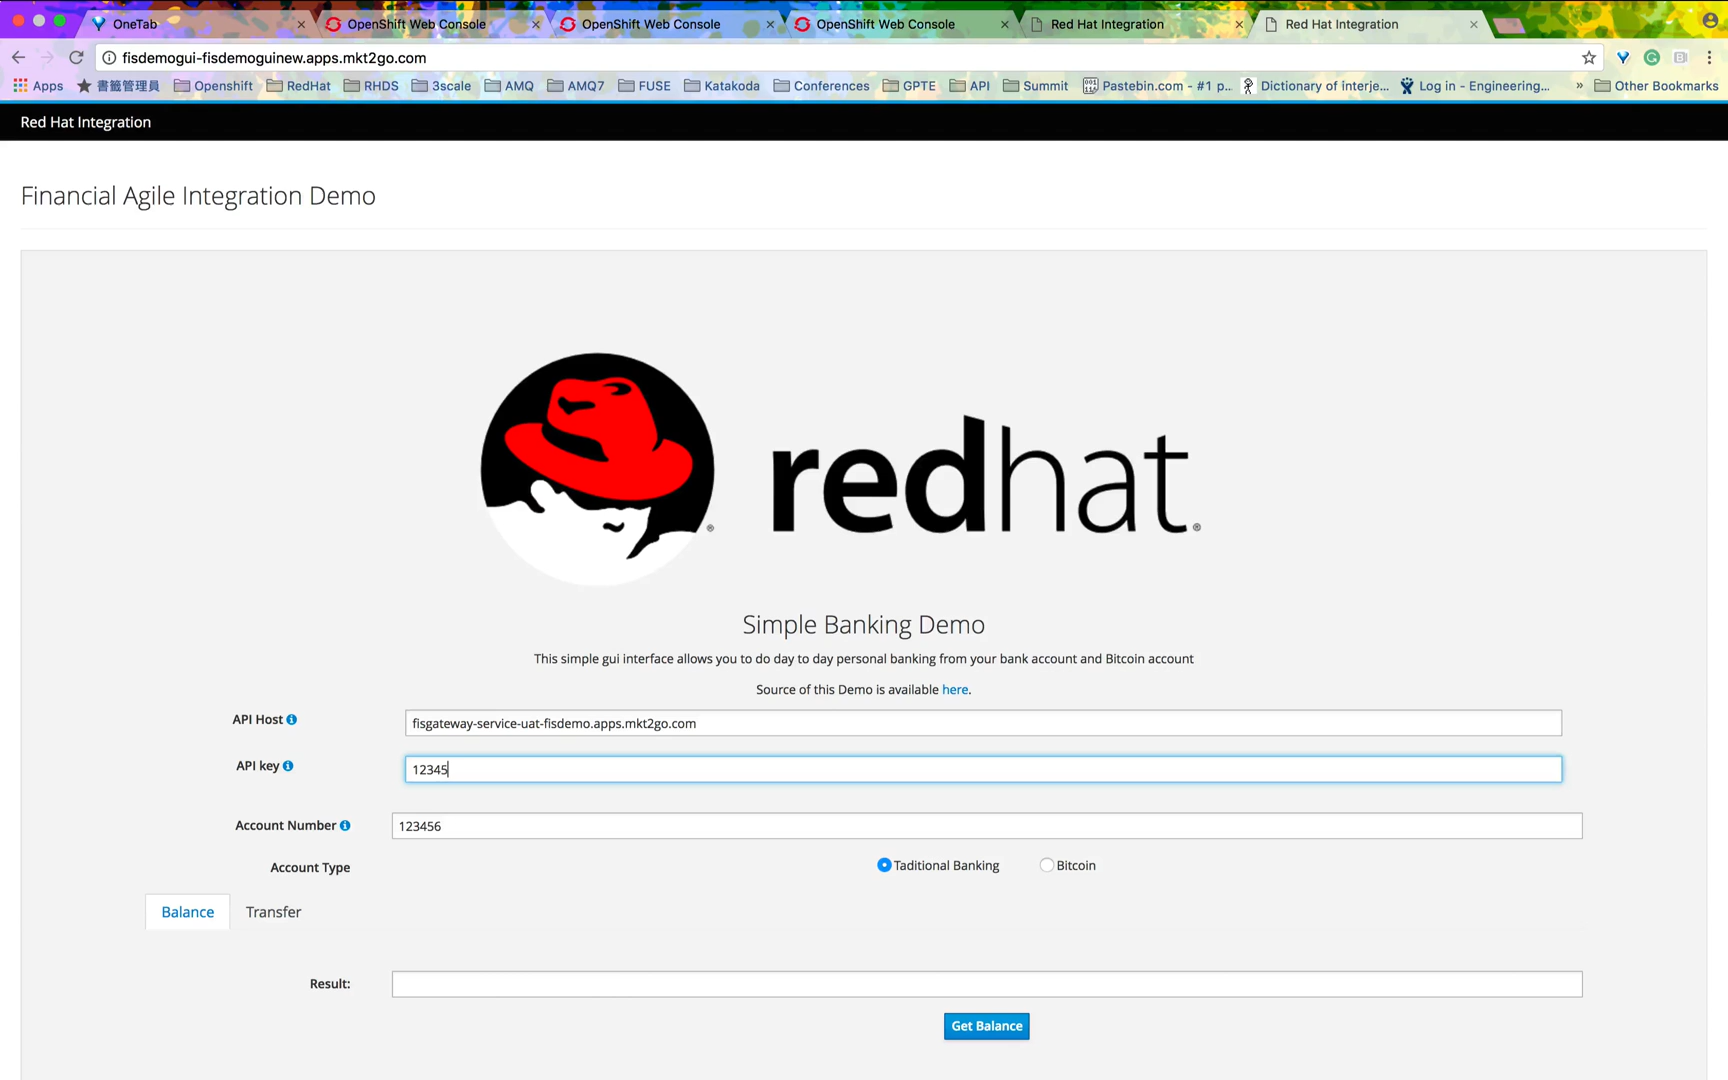 OneTab
OpenShift Web Console
OpenShift Web Console
OpenShift Web Console
Red Hat Integration
Red Hat Integration
fisdemogui-fisdemoguinew.apps.mkt2go.com
Apps
書籤管理員
Openshift
RedHat
RHDS
3scale
AMQ
AMQ7
FUSE
Katakoda
Conferences
GPTE
API
Summit
Pastebin.com - #1 p...
Dictionary of interje...
Log in - Engineering...
» Other Bookmarks
Red Hat Integration
Financial Agile Integration Demo
redhat®
Simple Banking Demo
This simple gui interface allows you to do day to day personal banking from your bank account and Bitcoin account
Source of this Demo is available here.
API Host
fisgateway-service-uat-fisdemo.apps.mkt2go.com
API key
12345
Account Number
123456
Account Type
Taditional Banking
Bitcoin
Balance
Transfer
Result:
Get Balance